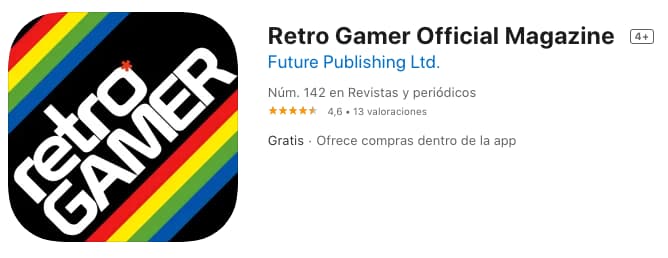 retro*
GAMER
Retro Gamer Official Magazine 4+
Future Publishing Ltd.
Núm. 142 en Revistas y periódicos
★★★★★ 4,6 • 13 valoraciones
Gratis · Ofrece compras dentro de la app